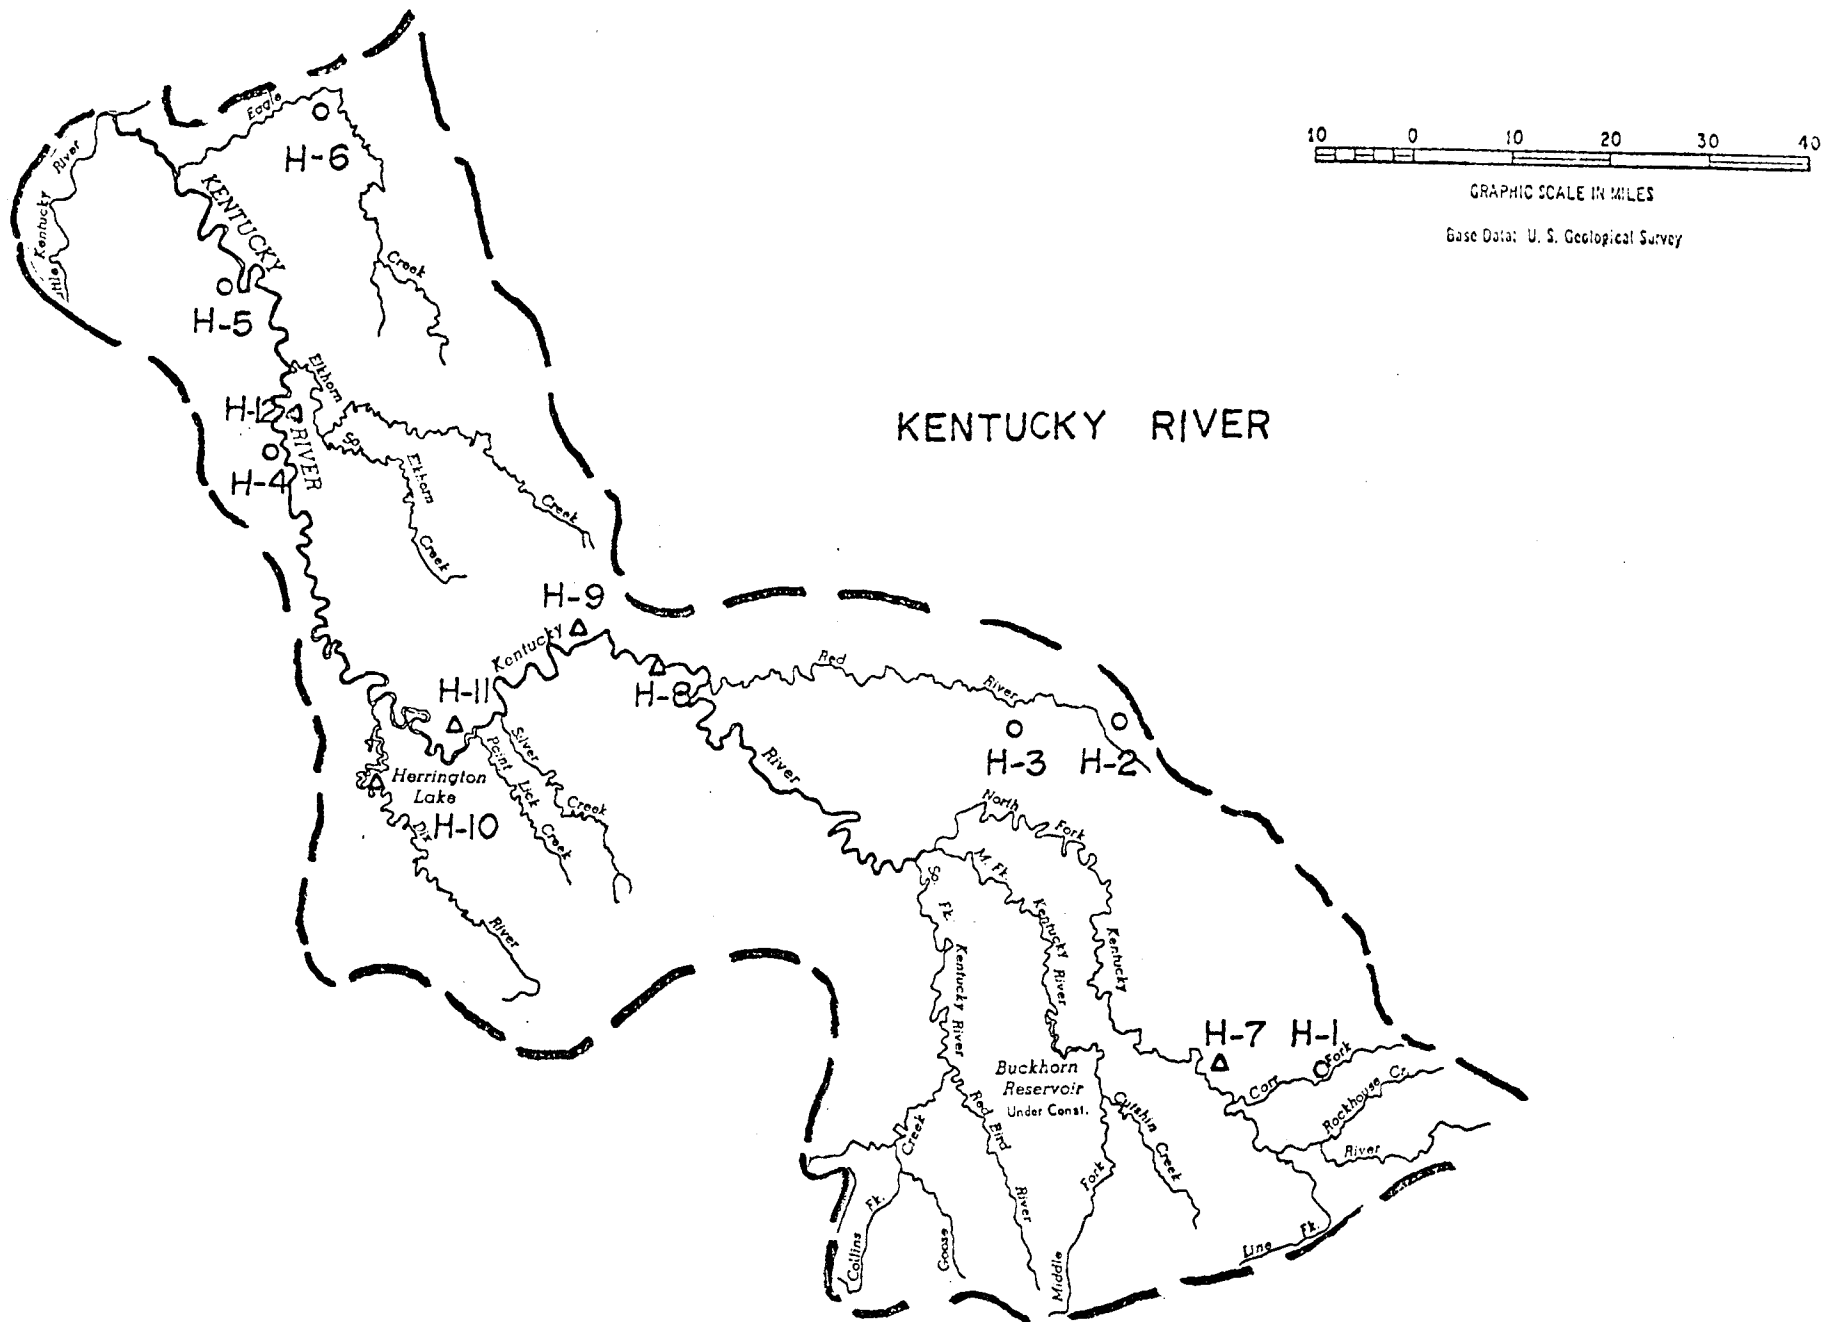 10 0 10 20 30 40
GRAPHIC SCALE IN MILES
Base Data: U. S. Geological Survey
KENTUCKY RIVER
Eagle
H-6
River
Kentucky
KENTUCKY
Creek
H-5
Elkhorn
H-12
RIVER
So.
Elkhorn
H-4
Creek
Creek
H-9
Kentucky
Red
River
H-11
H-8
Silver
Point
Lick
Creek
Creek
River
H-3
H-2
Herrington
Lake
Dix
H-10
River
North
Fork
M. Fk.
So.
Fk.
Kentucky
River
Kentucky
Kentucky
River
H-7
H-1
Fork
Carr
Buckhorn
Reservoir
Under Const.
Rockhouse Cr.
Cutshin
Creek
Red
Bird
River
Creek
River
Fork
Fk.
Collins
Goose
Middle
Line
Fk.